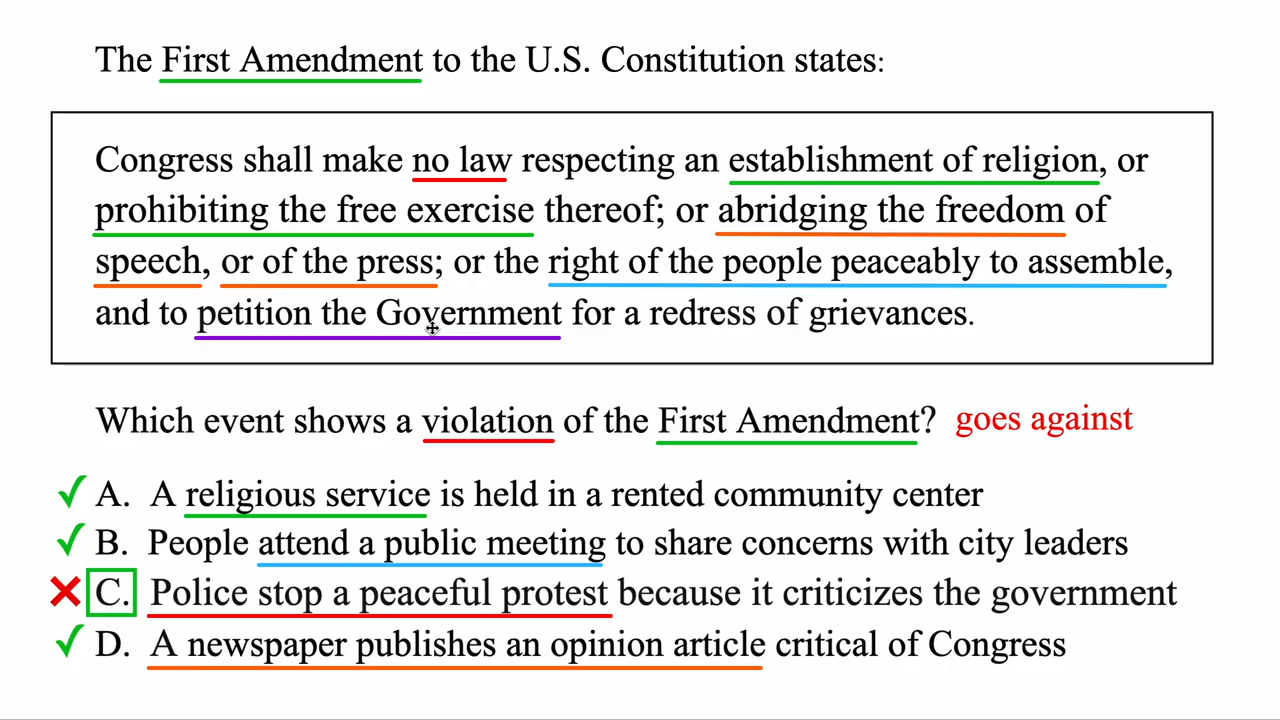 The First Amendment to the U.S. Constitution states:
Congress shall make no law respecting an establishment of religion, or
prohibiting the free exercise thereof; or abridging the freedom of
speech, or of the press; or the right of the people peaceably to assemble,
and to petition the Government for a redress of grievances.
Which event shows a violation of the First Amendment? goes against
✓ A. A religious service is held in a rented community center
✓ B. People attend a public meeting to share concerns with city leaders
✗ C. Police stop a peaceful protest because it criticizes the government
✓ D. A newspaper publishes an opinion article critical of Congress